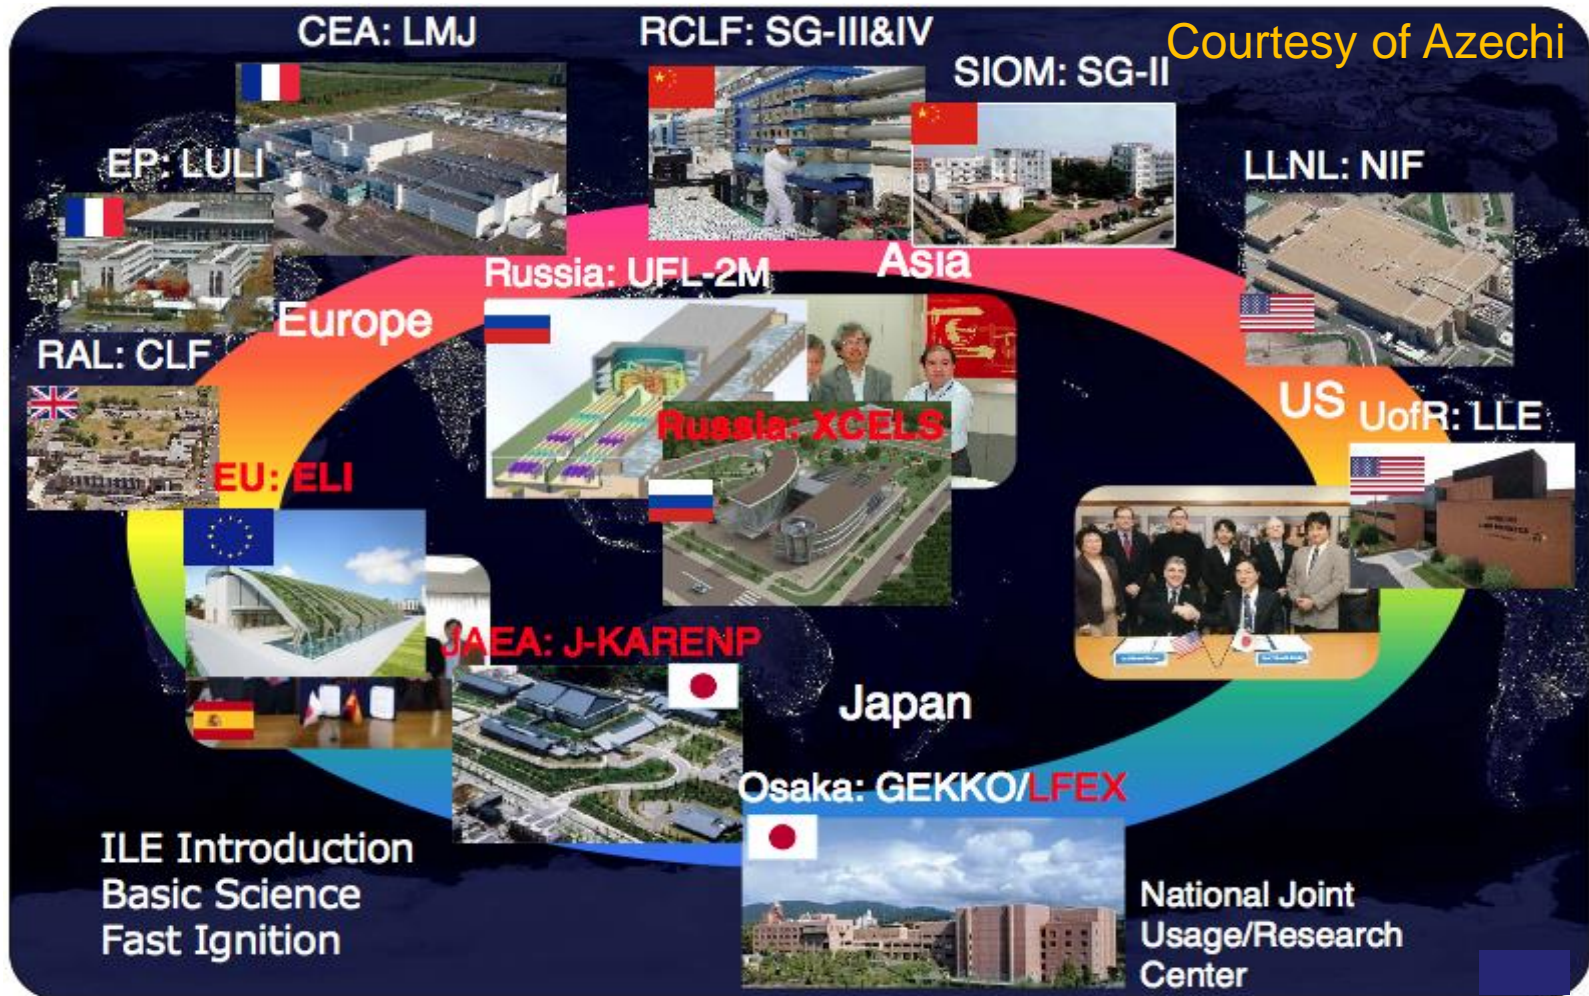 CEA: LMJ
RCLF: SG-III&IV
Courtesy of Azechi
SIOM: SG-II
EP: LULI
LLNL: NIF
Russia: UFL-2M
Asia
Europe
RAL: CLF
US
UofR: LLE
Russia: XCELS
EU: ELI
JAEA: J-KARENP
Japan
Osaka: GEKKO/LFEX
ILE Introduction
Basic Science
Fast Ignition
National Joint
Usage/Research
Center